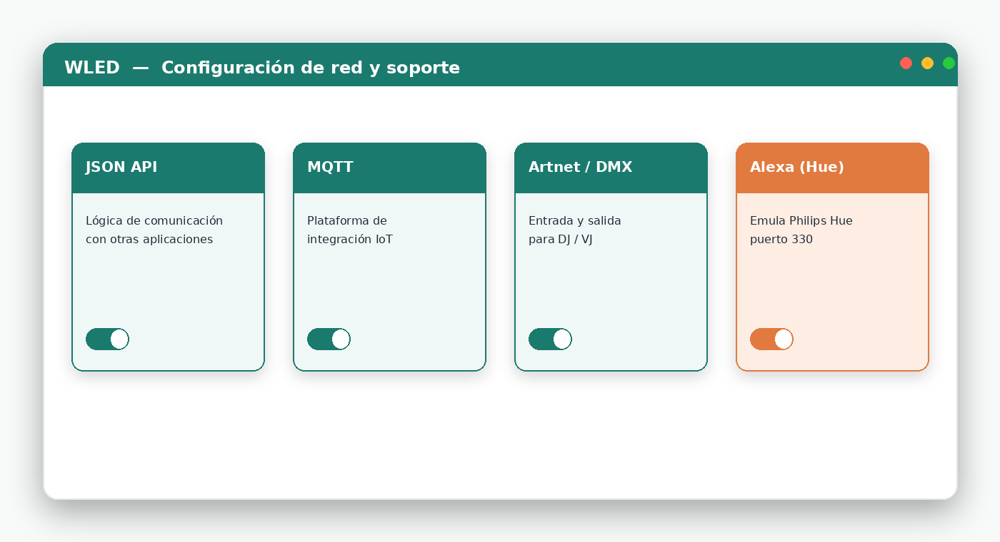 WLED — Configuración de red y soporte
JSON API
Lógica de comunicación
con otras aplicaciones
MQTT
Plataforma de
integración IoT
Artnet / DMX
Entrada y salida
para DJ / VJ
Alexa (Hue)
Emula Philips Hue
puerto 330